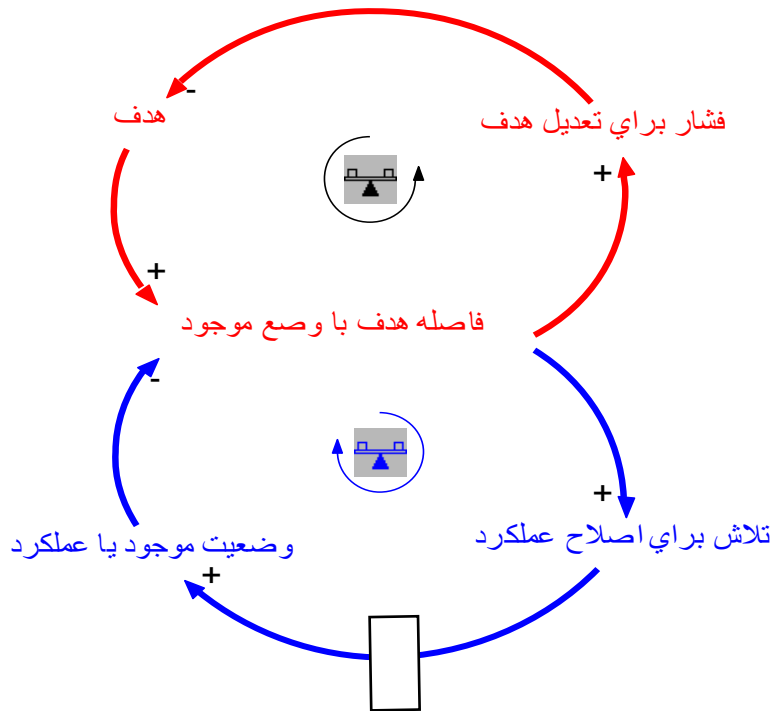 -
هدف
فشار براي تعديل هدف
+
+
فاصله هدف با وصع موجود
-
+
وضعيت موجود يا عملكرد
تلاش براي اصلاح عملكرد
+